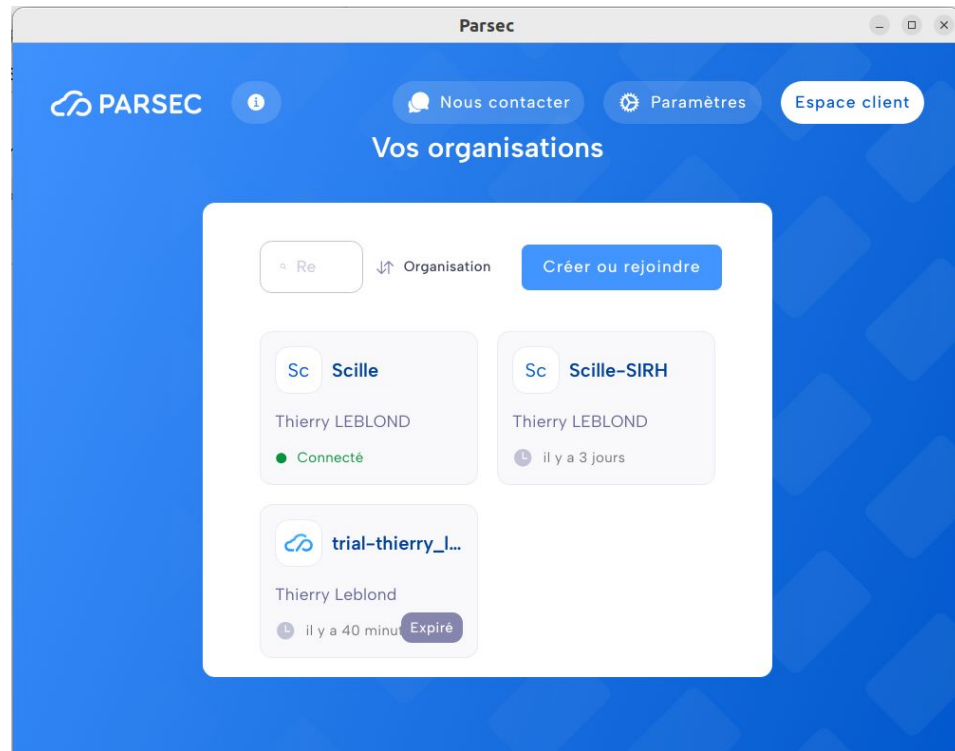 Parsec
PARSEC
Nous contacter
Paramètres
Espace client
Vos organisations
Re
Organisation
Créer ou rejoindre
Sc Scille
Thierry LEBLOND
Connecté
Sc Scille-SIRH
Thierry LEBLOND
il y a 3 jours
trial-thierry_l...
Thierry Leblond
il y a 40 minut
Expiré